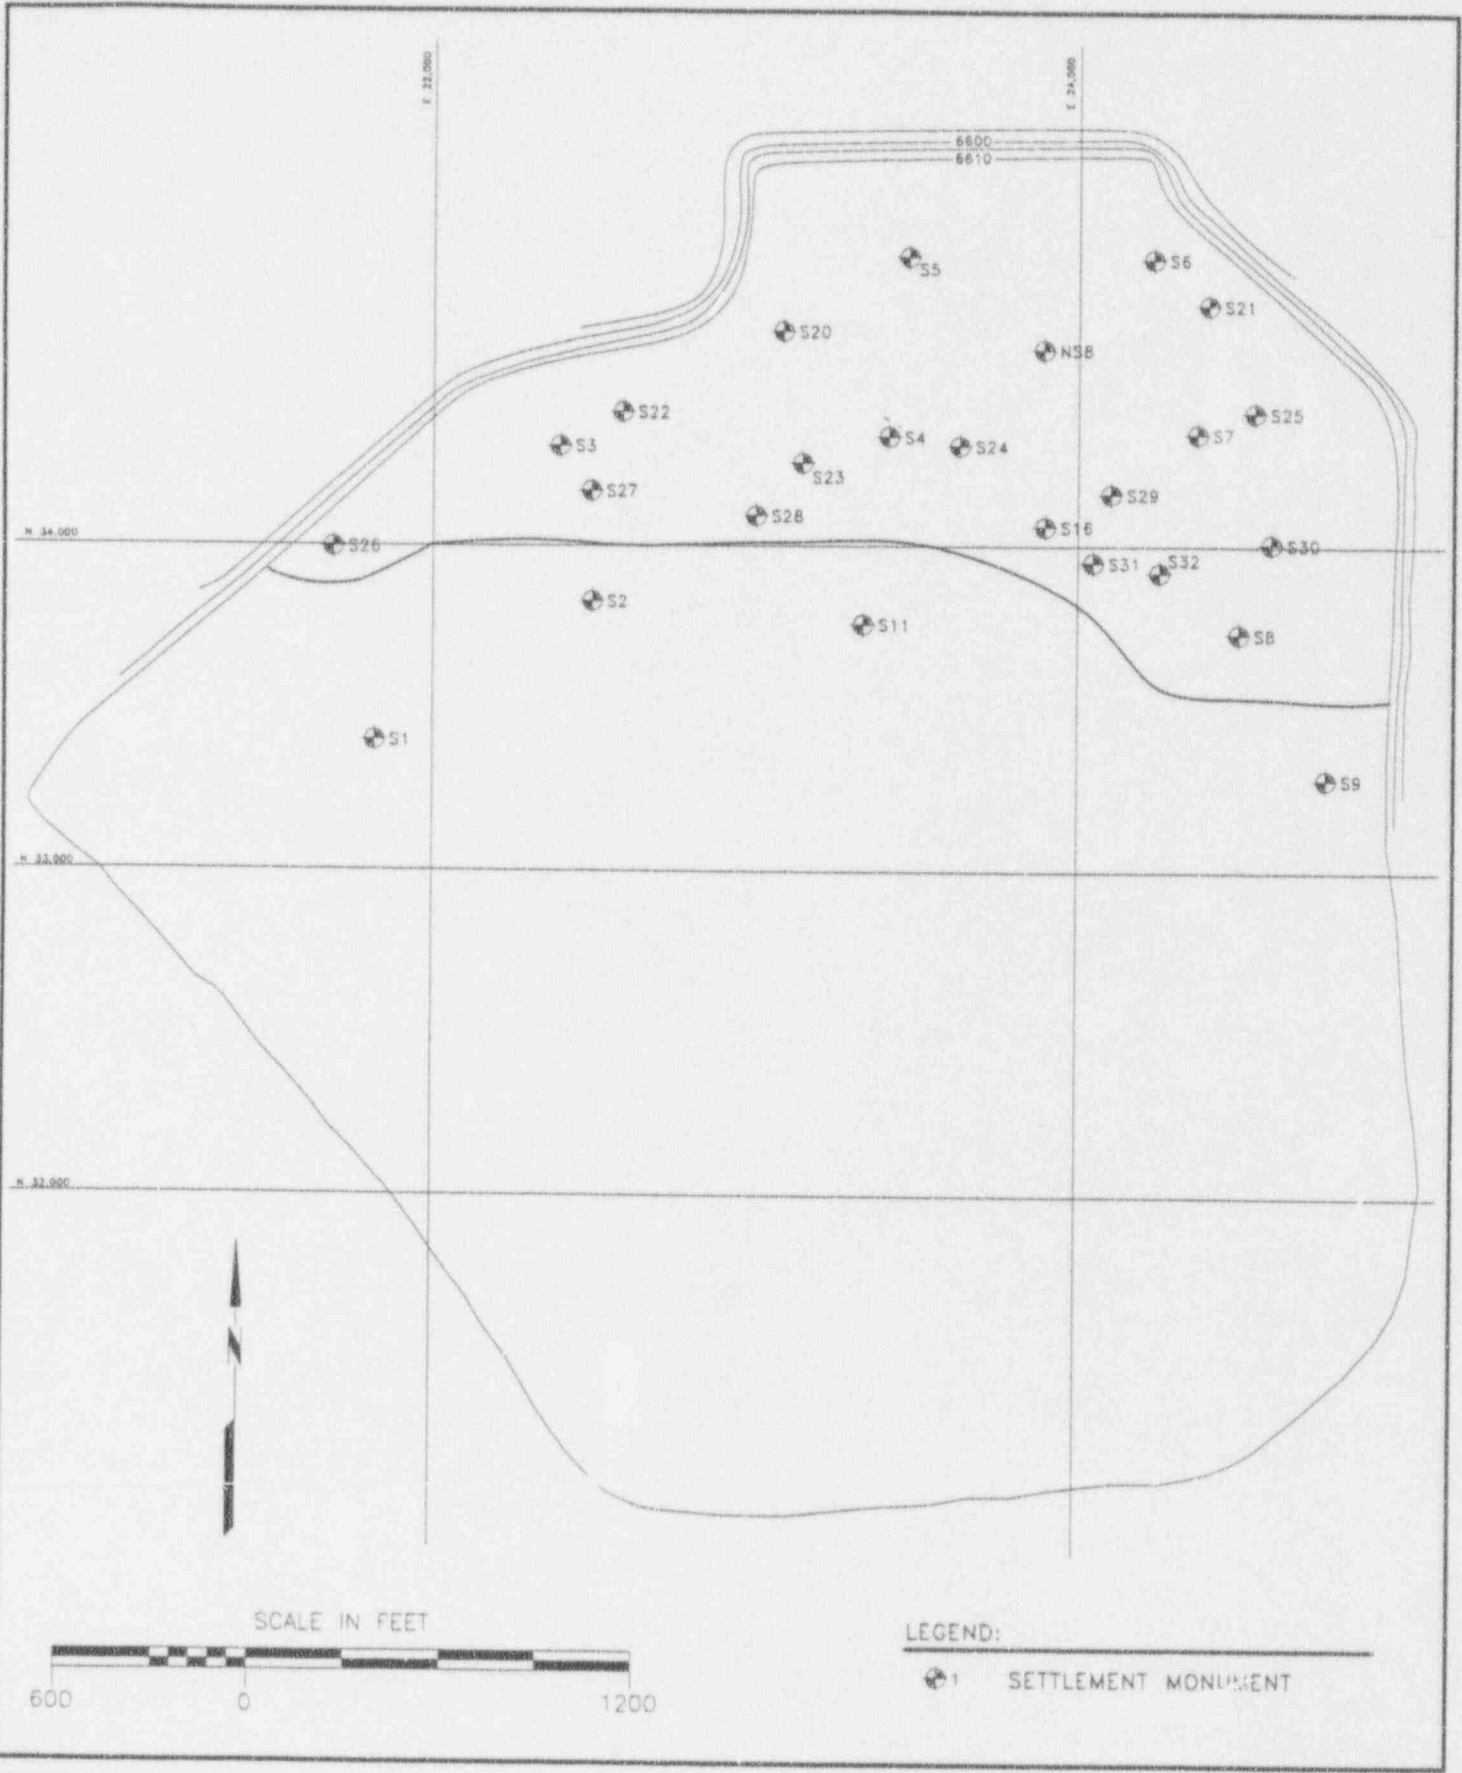 E 22,000
E 24,000
6600
6610
S5
S6
S21
S20
NS8
S22
S25
S3
S4
S24
S7
S23
S27
S29
S28
S16
N 34,000
S26
S30
S31
S32
S2
S11
S8
S1
S9
N 33,000
N 32,000
N
SCALE IN FEET
600 0 1200
LEGEND:
1 SETTLEMENT MONUMENT